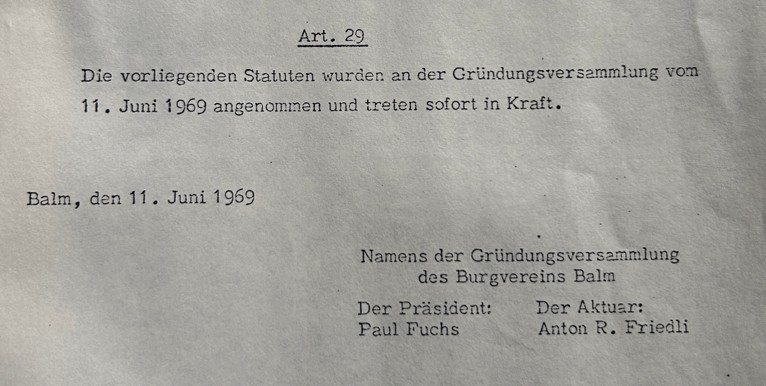 Art. 29
Die vorliegenden Statuten wurden an der Gründungsversammlung vom
11. Juni 1969 angenommen und treten sofort in Kraft.
Balm, den 11. Juni 1969
Namens der Gründungsversammlung
des Burgvereins Balm
Der Präsident: Der Aktuar:
Paul Fuchs Anton R. Friedli